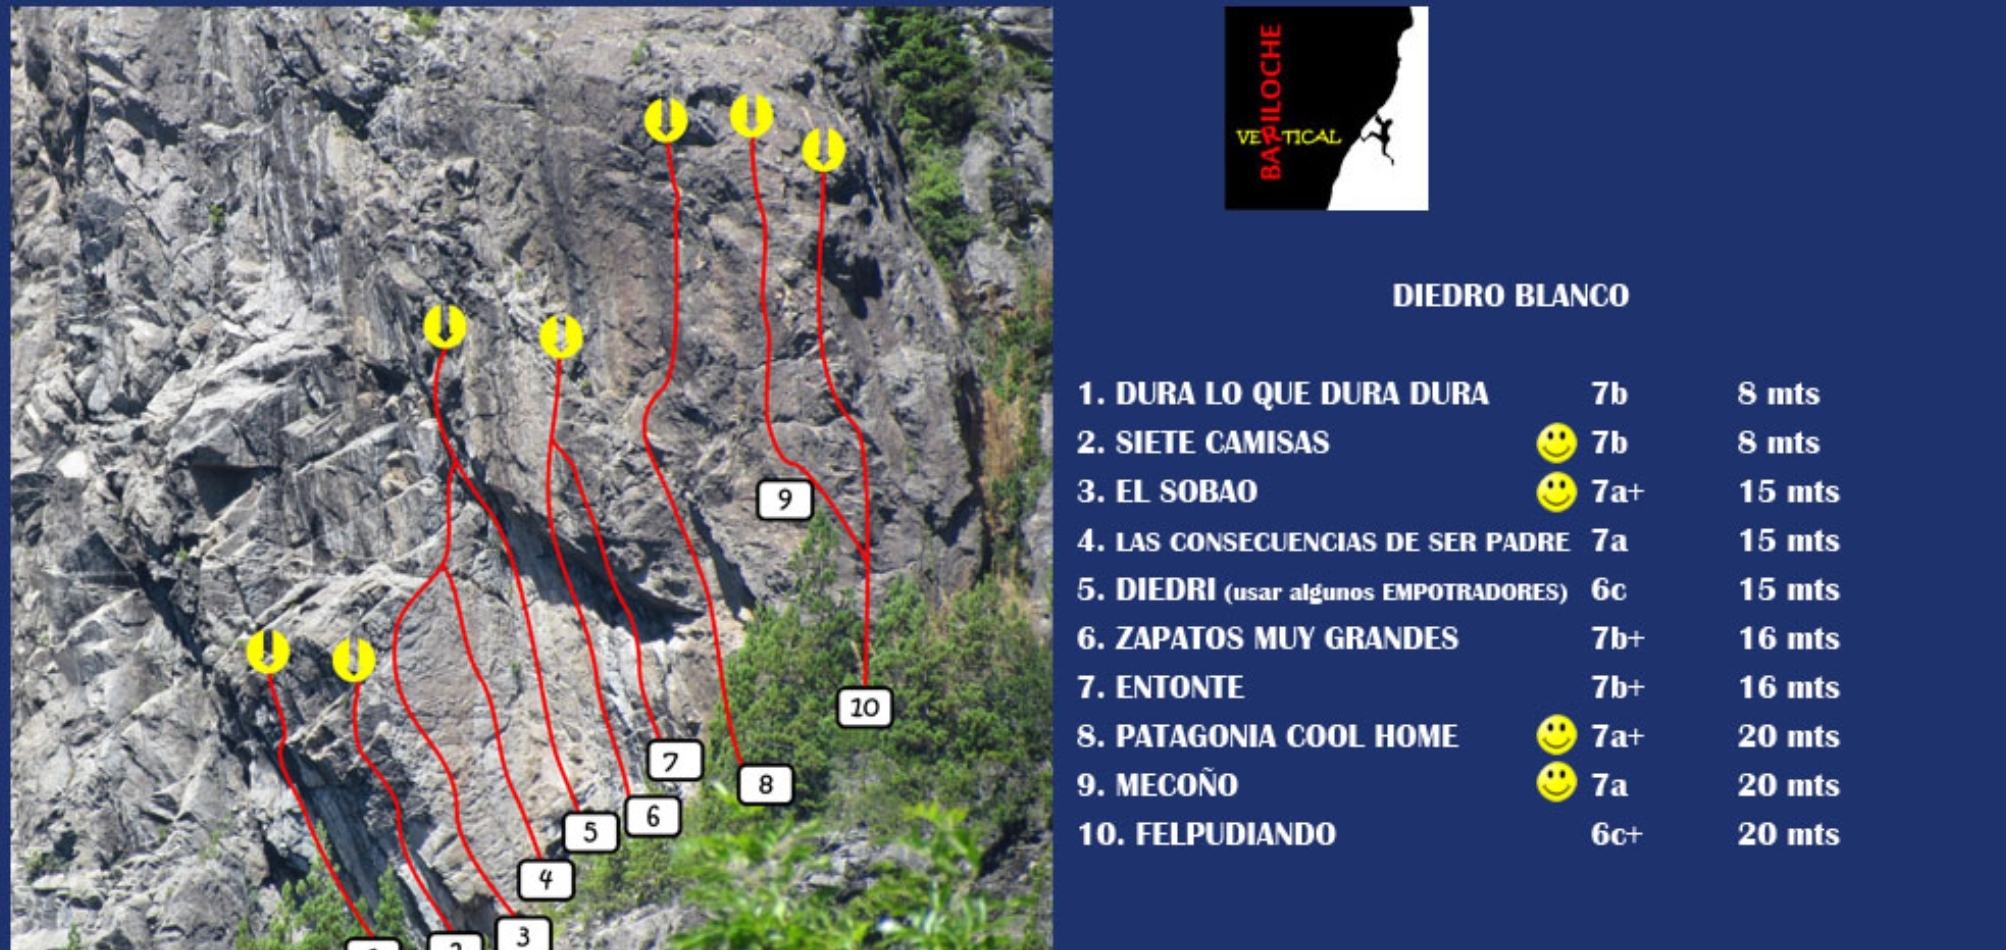 BARILOCHE
VERTICAL
DIEDRO BLANCO
1. DURA LO QUE DURA DURA 7b 8 mts
2. SIETE CAMISAS 7b 8 mts
3. EL SOBAO 7a+ 15 mts
4. LAS CONSECUENCIAS DE SER PADRE 7a 15 mts
5. DIEDRI (usar algunos EMPOTRADORES) 6c 15 mts
6. ZAPATOS MUY GRANDES 7b+ 16 mts
7. ENTONTE 7b+ 16 mts
8. PATAGONIA COOL HOME 7a+ 20 mts
9. MECOÑO 7a 20 mts
10. FELPUDIANDO 6c+ 20 mts
9
10
7
8
6
5
4
3
2